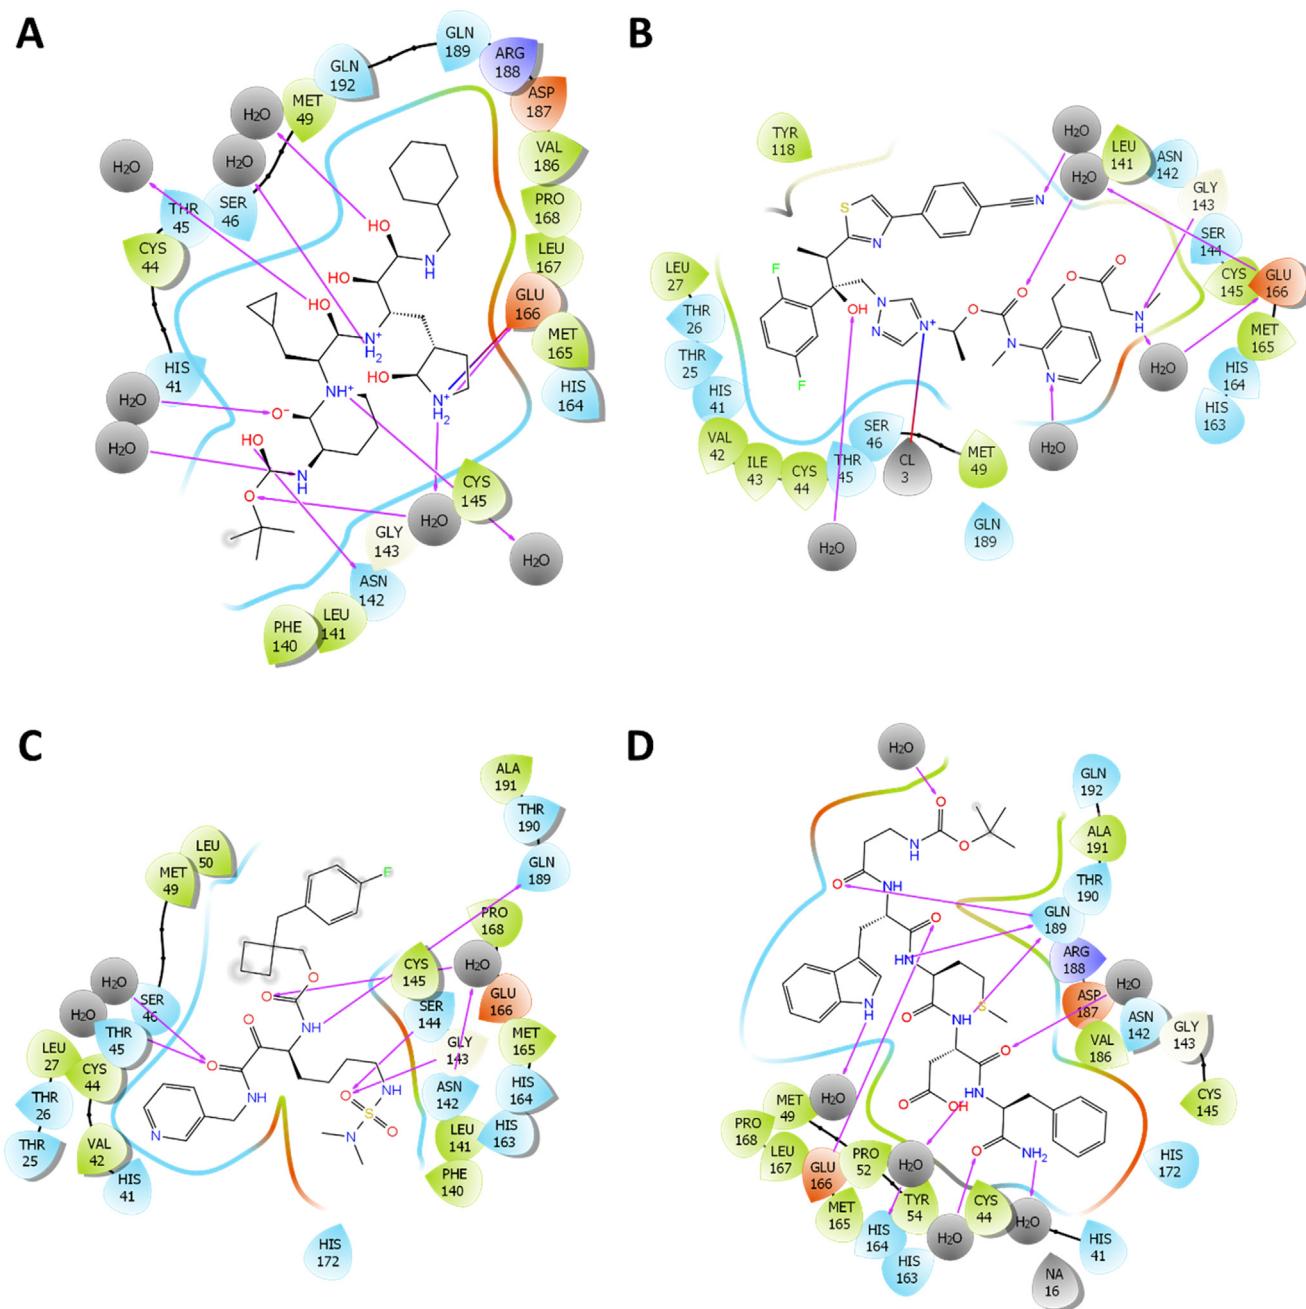 A
GLN
189
ARG
188
GLN
192
ASP
187
MET
49
H₂O
H₂O
H₂O
VAL
186
THR
45
SER
46
PRO
168
CYS
44
HO
NH
LEU
167
HO
HO
GLU
166
NH₂⁺
MET
165
HIS
41
HO
HIS
164
H₂O
NH⁺
NH₂⁺
O⁻
H₂O
HO
NH
CYS
145
O
H₂O
GLY
143
H₂O
ASN
142
LEU
141
PHE
140
B
H₂O
TYR
118
LEU
141
ASN
142
H₂O
GLY
143
S
N
N
SER
144
F
O
O
CYS
145
GLU
166
LEU
27
OH
N
N
N⁺
O
O
N
H
MET
165
THR
26
N
THR
25
F
N
H₂O
HIS
164
HIS
41
HIS
163
VAL
42
SER
46
ILE
43
CYS
44
THR
45
CL
3
MET
49
H₂O
GLN
189
H₂O
C
ALA
191
THR
190
LEU
50
GLN
189
MET
49
F
PRO
168
CYS
145
H₂O
H₂O
O
H₂O
SER
46
O
O
NH
SER
144
GLU
166
THR
45
GLY
143
MET
165
LEU
27
O
CYS
44
NH
O
NH
ASN
142
HIS
164
THR
26
S
O
N
LEU
141
HIS
163
THR
25
N
VAL
42
PHE
140
HIS
41
HIS
172
D
H₂O
GLN
192
O
NH
O
ALA
191
O
NH
THR
190
GLN
189
O
NH
ARG
188
S
ASP
187
H₂O
NH
O
NH
O
ASN
142
GLY
143
VAL
186
NH
MET
49
H₂O
O
OH
CYS
145
PRO
168
LEU
167
PRO
52
H₂O
O
NH₂
HIS
172
GLU
166
TYR
54
CYS
44
MET
165
HIS
164
H₂O
H₂O
HIS
41
HIS
163
NA
16